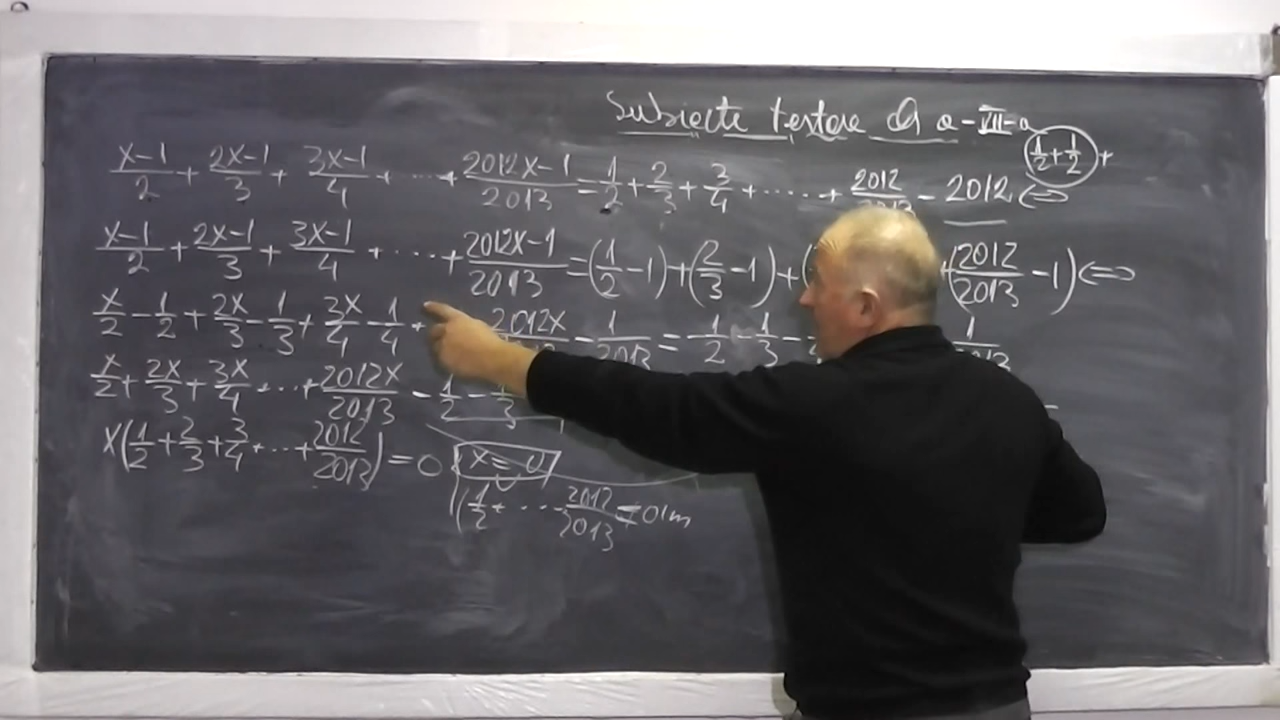 Subiecte a-VII-a
1/2 + 1/2 +
x-1/2 + 2x-1/3 + 3x-1/4 + ..... + 2012x-1/2013 = 1/2 + 2/3 + 3/4 + ...... + 2012/2013 - 2012 ⇔
x-1/2 + 2x-1/3 + 3x-1/4 + ..... + 2012x-1/2013 = (1/2 - 1) + (2/3 - 1) + ( + (2012/2013 - 1) ⇔
x/2 - 1/2 + 2x/3 - 1/3 + 3x/4 - 1/4 + 2012x - 1/2013 = - 1/2 - 1/3 - 1/2013
x/2 + 2x/3 + 3x/4 + ... + 2012x/2013 - 1/2 - 1/3
x(1/2 + 2/3 + 3/4 + ... + 2012/2013) = 0 x = 0
(1/2 + ... 2012/2013 ≠ 0